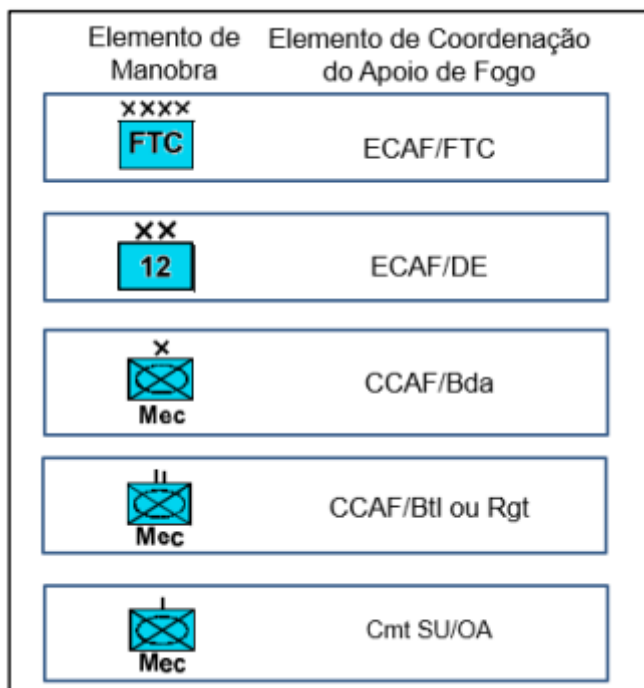 Elemento de Manobra
Elemento de Coordenação do Apoio de Fogo
XXXX
FTC
ECAF/FTC
XX
12
ECAF/DE
X
Mec
CCAF/Bda
II
Mec
CCAF/Btl ou Rgt
I
Mec
Cmt SU/OA